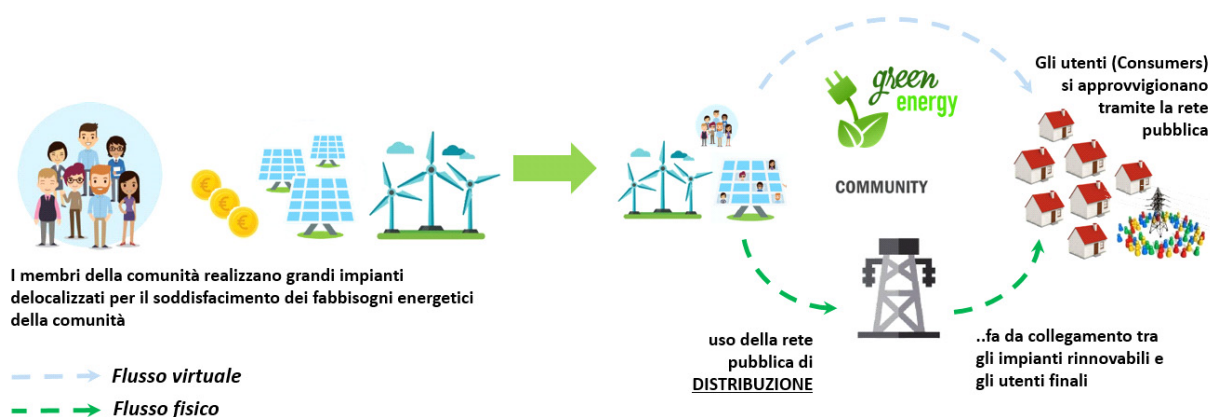 I membri della comunità realizzano grandi impianti
delocalizzati per il soddisfacimento dei fabbisogni energetici
della comunità
Flusso virtuale
Flusso fisico
green
energy
COMMUNITY
Gli utenti (Consumers)
si approvvigionano
tramite la rete
pubblica
uso della rete
pubblica di
DISTRIBUZIONE
..fa da collegamento tra
gli impianti rinnovabili e
gli utenti finali